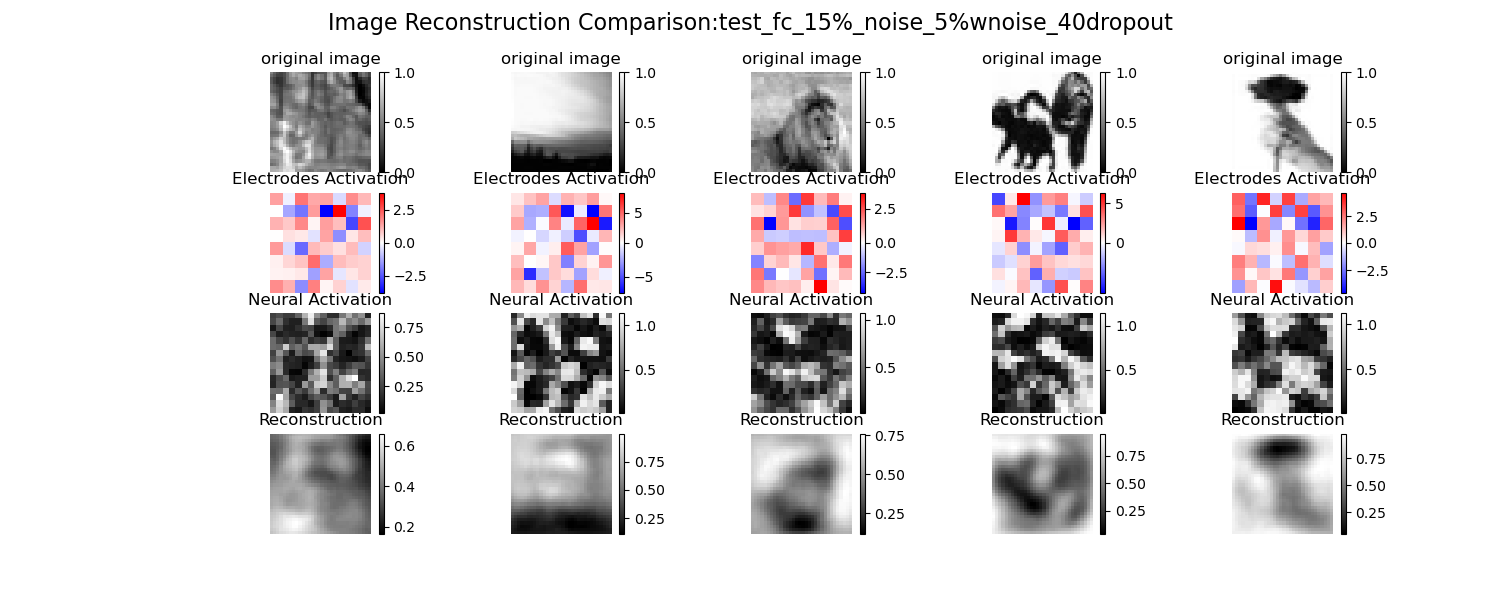 Image Reconstruction Comparison:test_fc_15%_noise_5%wnoise_40dropout
original image original image original image original image original image
1.0 1.0 1.0 1.0 1.0
0.5 0.5 0.5 0.5 0.5
0.0 0.0 0.0 0.0 0.0
Electrodes Activation Electrodes Activation Electrodes Activation Electrodes Activation Electrodes Activation
2.5 5 2.5 5 2.5
0.0 0 0.0 0 0.0
−2.5 −5 −2.5 −2.5
Neural Activation Neural Activation Neural Activation Neural Activation Neural Activation
0.75 1.0 1.0 1.0 1.0
0.50 0.5 0.5 0.5 0.5
0.25
Reconstruction Reconstruction Reconstruction Reconstruction Reconstruction
0.6 0.75 0.75 0.75 0.75
0.4 0.50 0.50 0.50 0.50
0.2 0.25 0.25 0.25 0.25